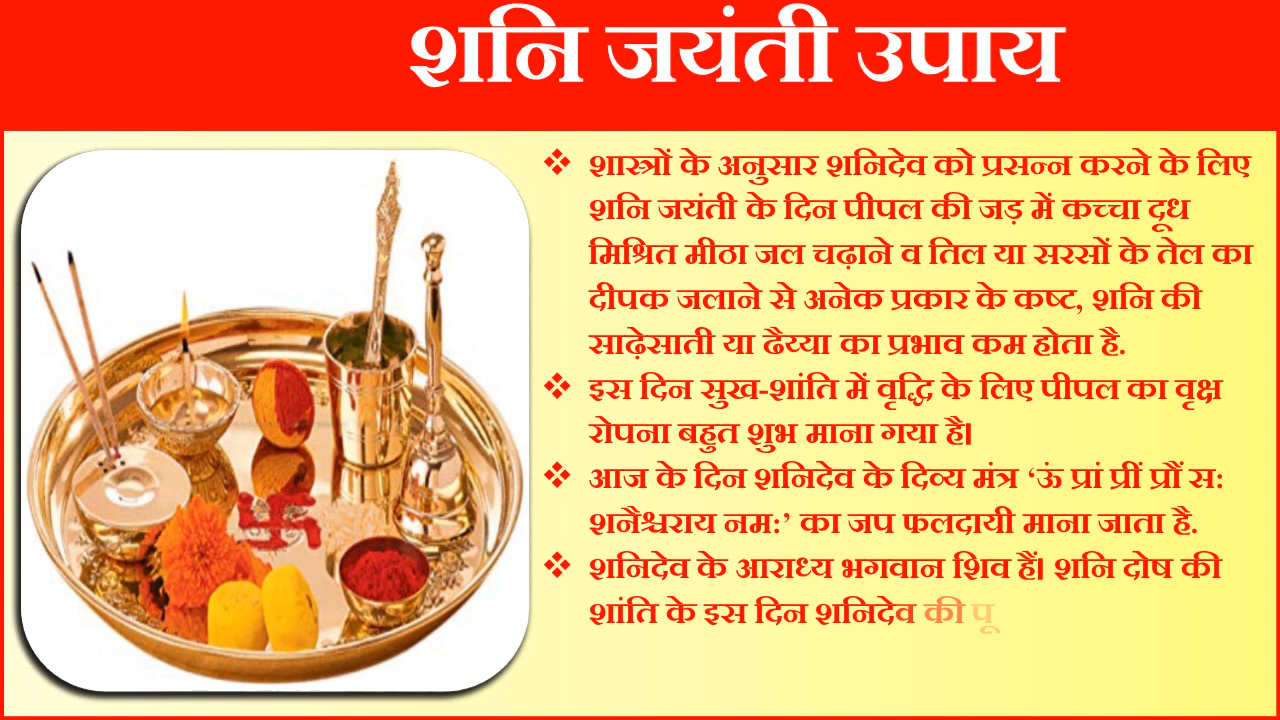 शनि जयंती उपाय
❖ शास्त्रों के अनुसार शनिदेव को प्रसन्न करने के लिए
शनि जयंती के दिन पीपल की जड़ में कच्चा दूध
मिश्रित मीठा जल चढ़ाने व तिल या सरसों के तेल का
दीपक जलाने से अनेक प्रकार के कष्ट, शनि की
साढ़ेसाती या ढैय्या का प्रभाव कम होता है.
❖ इस दिन सुख-शांति में वृद्धि के लिए पीपल का वृक्ष
रोपना बहुत शुभ माना गया है।
❖ आज के दिन शनिदेव के दिव्य मंत्र ‘ऊं प्रां प्रीं प्रौं स:
शनैश्चराय नम:’ का जप फलदायी माना जाता है.
❖ शनिदेव के आराध्य भगवान शिव हैं। शनि दोष की
शांति के इस दिन शनिदेव की पू